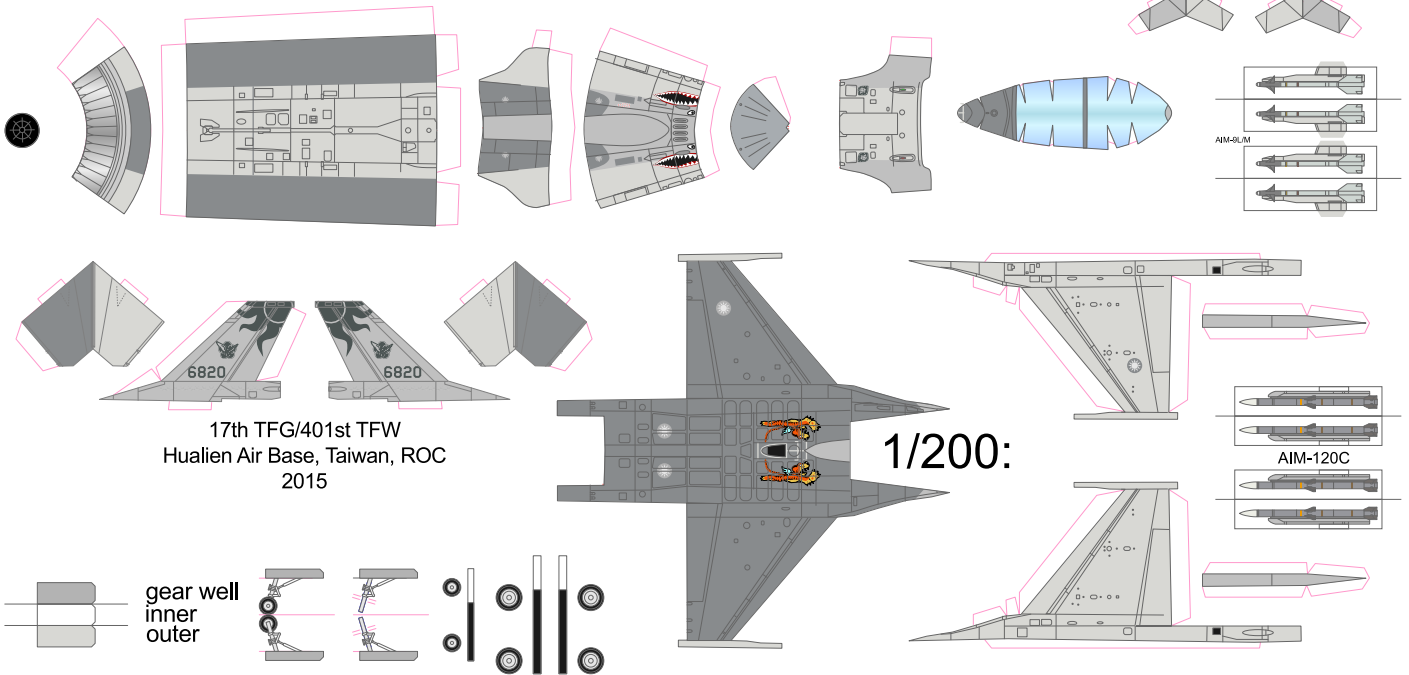 AIM-9L/M
6820
6820
17th TFG/401st TFW
Hualien Air Base, Taiwan, ROC
2015
1/200:
AIM-120C
gear well
inner
outer